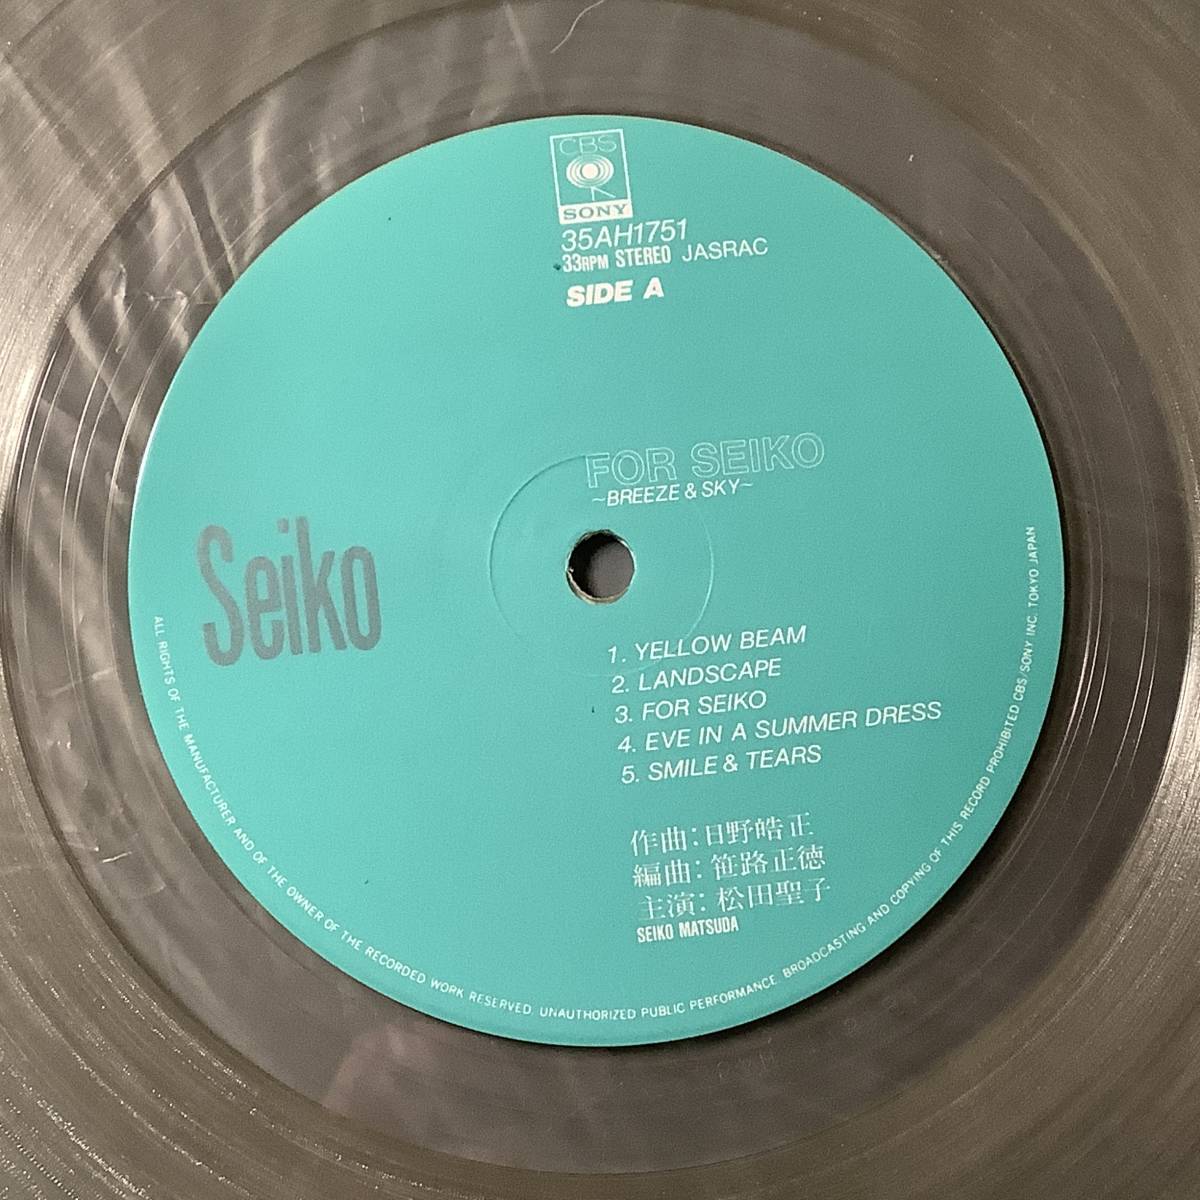 CBS
SONY
35AH1751
33RPM STEREO JASRAC
SIDE A
FOR SEIKO
~BREEZE & SKY~
Seiko
1. YELLOW BEAM
2. LANDSCAPE
3. FOR SEIKO
4. EVE IN A SUMMER DRESS
5. SMILE & TEARS
作曲:日野皓正
編曲:笹路正徳
主演:松田聖子
SEIKO MATSUDA
ALL RIGHTS OF THE MANUFACTURER AND OF THE OWNER OF THE RECORDED WORK RESERVED. UNAUTHORIZED PUBLIC PERFORMANCE. BROADCASTING AND COPYING OF THIS RECORD PROHIBITED CBS/SONY INC. TOKYO JAPAN